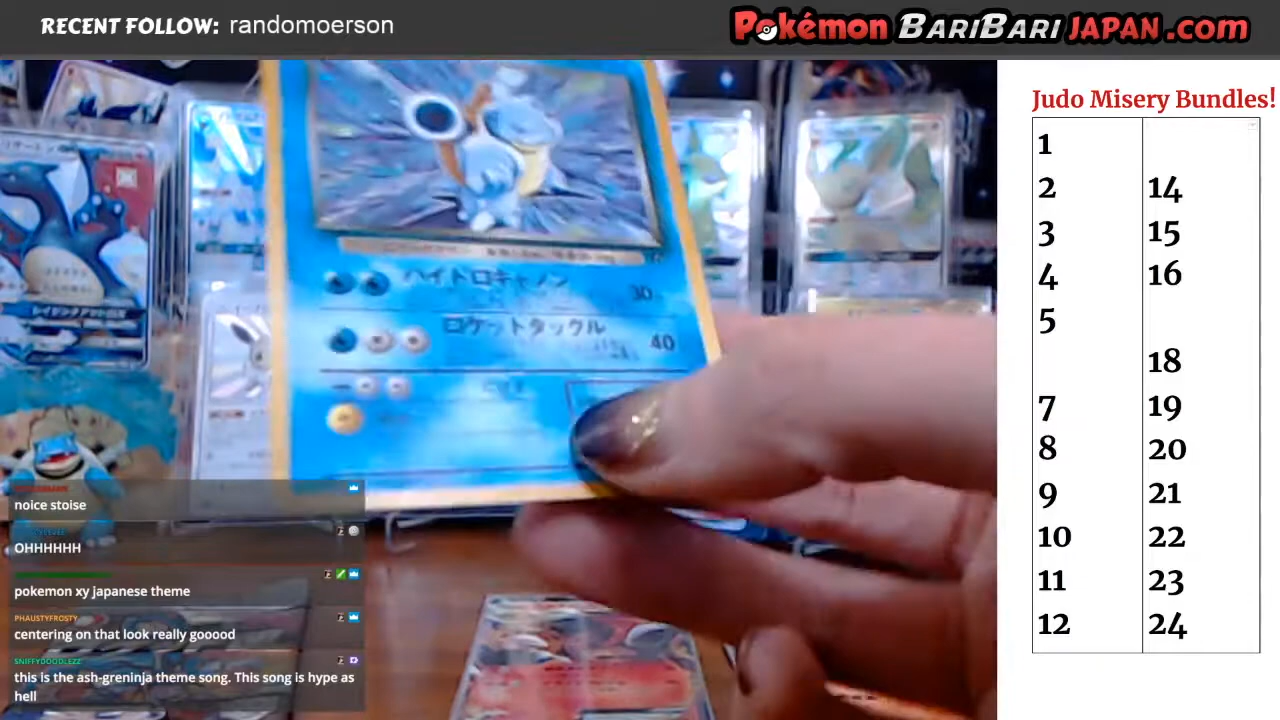 RECENT FOLLOW: randomoerson
Pokémon BARIBARI JAPAN.com
Judo Misery Bundles!
1
2 14
3 15
4 16
5
18
7 19
8 20
9 21
10 22
11 23
12 24
ハイドロキャノン 30
ロケットタックル 40
noice stoise
OHHHHHH
pokemon xy japanese theme
PHAUSTYFROSTY
centering on that look really gooood
SNIFFYDOODLEZZ
this is the ash-greninja theme song. This song is hype as
hell